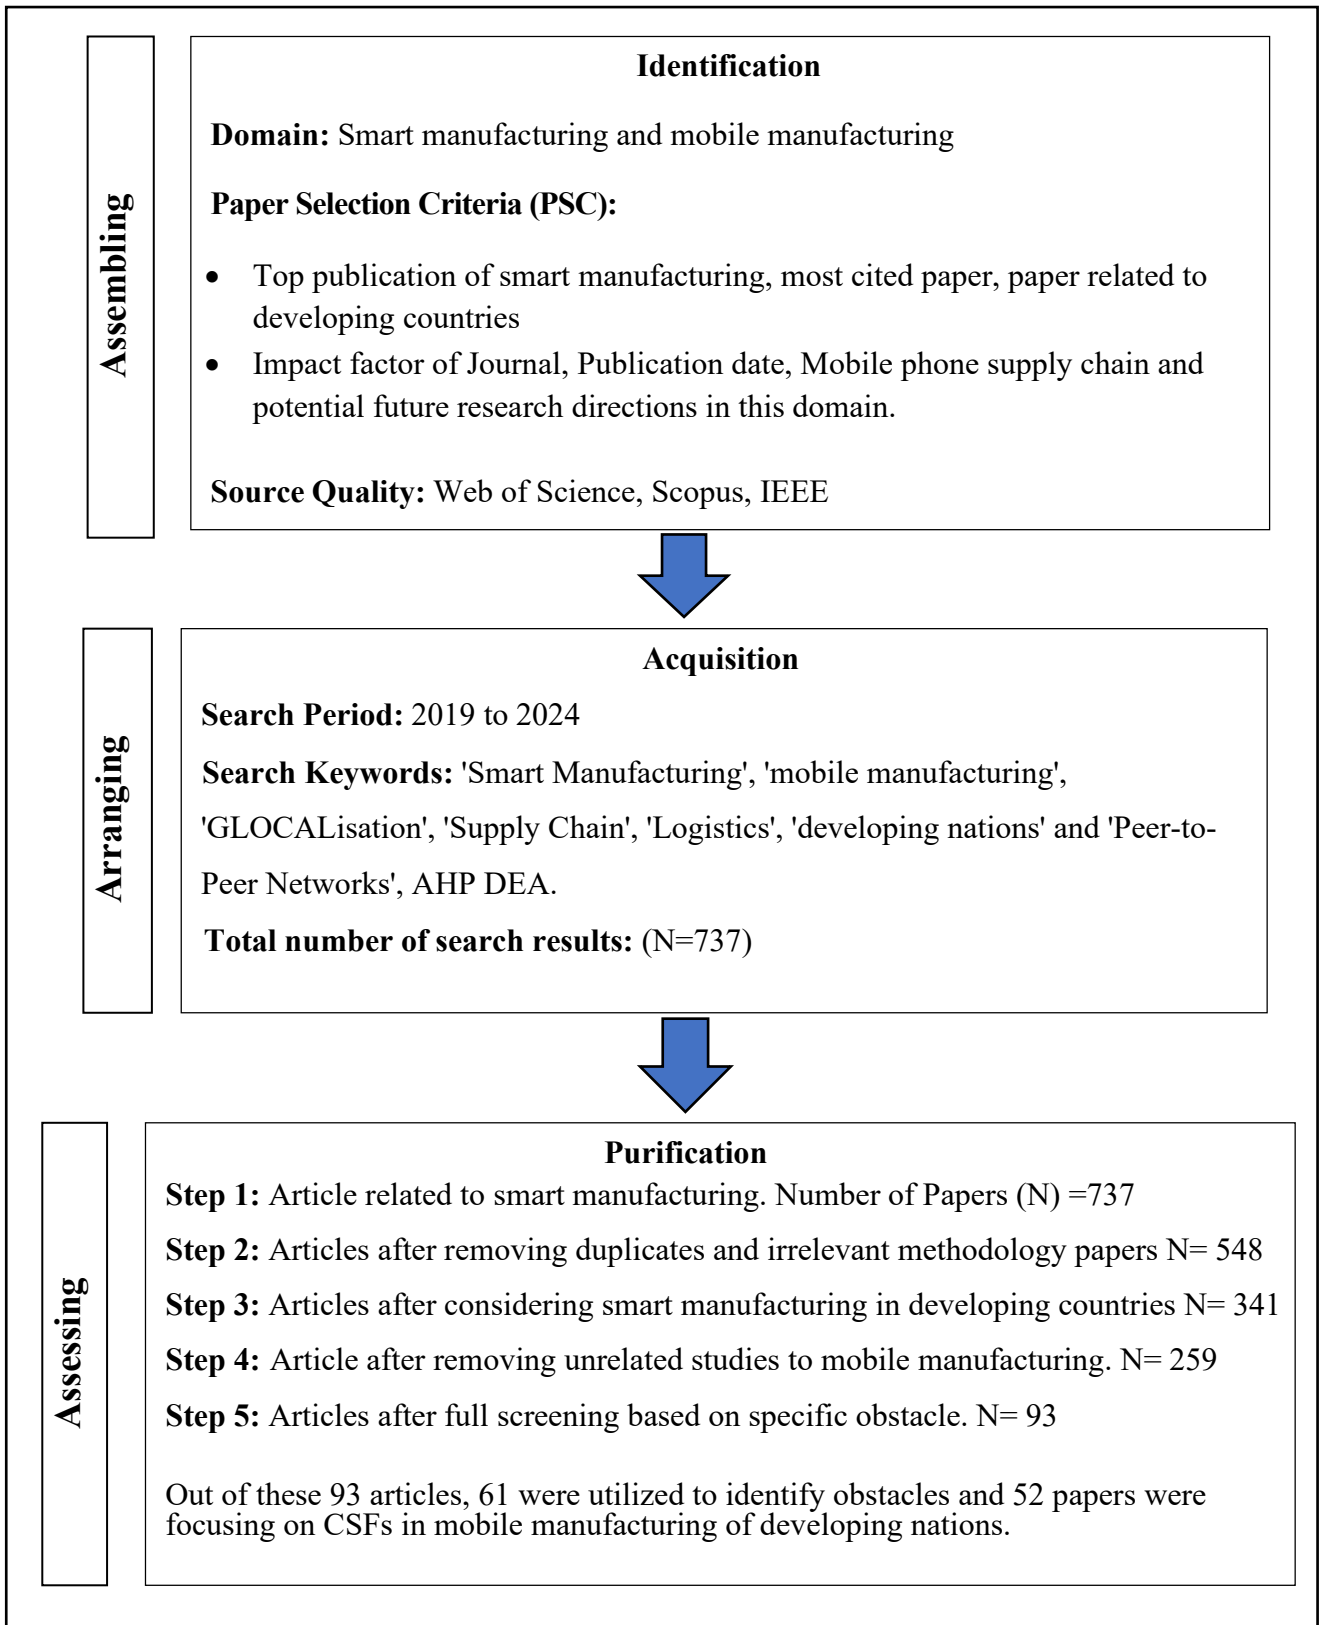 Assembling
Identification
Domain: Smart manufacturing and mobile manufacturing
Paper Selection Criteria (PSC):
• Top publication of smart manufacturing, most cited paper, paper related to
developing countries
• Impact factor of Journal, Publication date, Mobile phone supply chain and
potential future research directions in this domain.
Source Quality: Web of Science, Scopus, IEEE
Arranging
Acquisition
Search Period: 2019 to 2024
Search Keywords: 'Smart Manufacturing', 'mobile manufacturing',
'GLOCALisation', 'Supply Chain', 'Logistics', 'developing nations' and 'Peer-to-
Peer Networks', AHP DEA.
Total number of search results: (N=737)
Assessing
Purification
Step 1: Article related to smart manufacturing. Number of Papers (N) =737
Step 2: Articles after removing duplicates and irrelevant methodology papers N= 548
Step 3: Articles after considering smart manufacturing in developing countries N= 341
Step 4: Article after removing unrelated studies to mobile manufacturing. N= 259
Step 5: Articles after full screening based on specific obstacle. N= 93
Out of these 93 articles, 61 were utilized to identify obstacles and 52 papers were
focusing on CSFs in mobile manufacturing of developing nations.